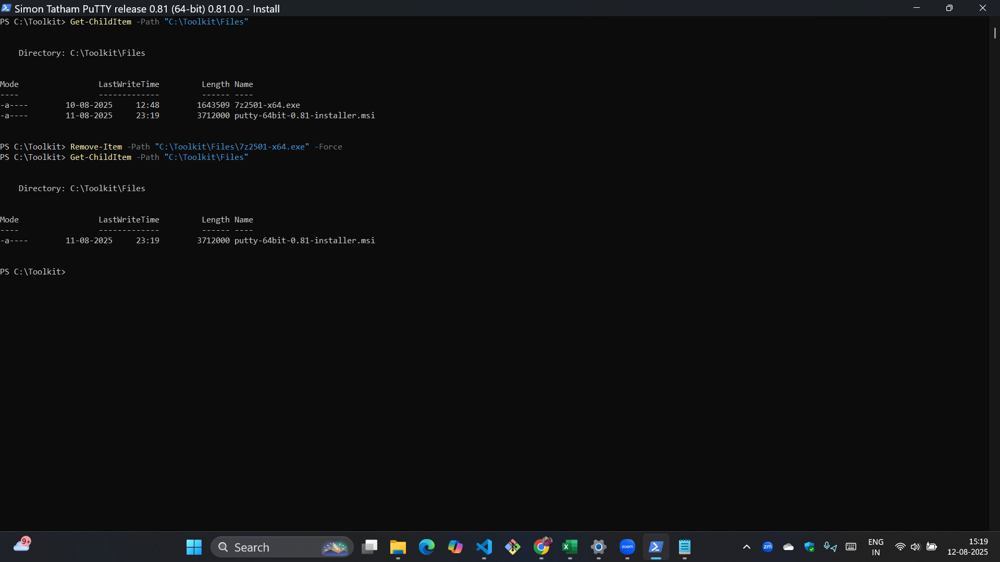 Simon Tatham PuTTY release 0.81 (64-bit) 0.81.0.0 - Install
PS C:\Toolkit> Get-ChildItem -Path "C:\Toolkit\Files"
Directory: C:\Toolkit\Files
Mode                 LastWriteTime         Length Name
----                 -------------         ------ ----
-a----        10-08-2025     12:48        1643509 7z2501-x64.exe
-a----        11-08-2025     23:19        3712000 putty-64bit-0.81-installer.msi
PS C:\Toolkit> Remove-Item -Path "C:\Toolkit\Files\7z2501-x64.exe" -Force
PS C:\Toolkit> Get-ChildItem -Path "C:\Toolkit\Files"
Directory: C:\Toolkit\Files
Mode                 LastWriteTime         Length Name
----                 -------------         ------ ----
-a----        11-08-2025     23:19        3712000 putty-64bit-0.81-installer.msi
PS C:\Toolkit>
9+
Search
zoom
zm
ENG
IN
15:19
12-08-2025